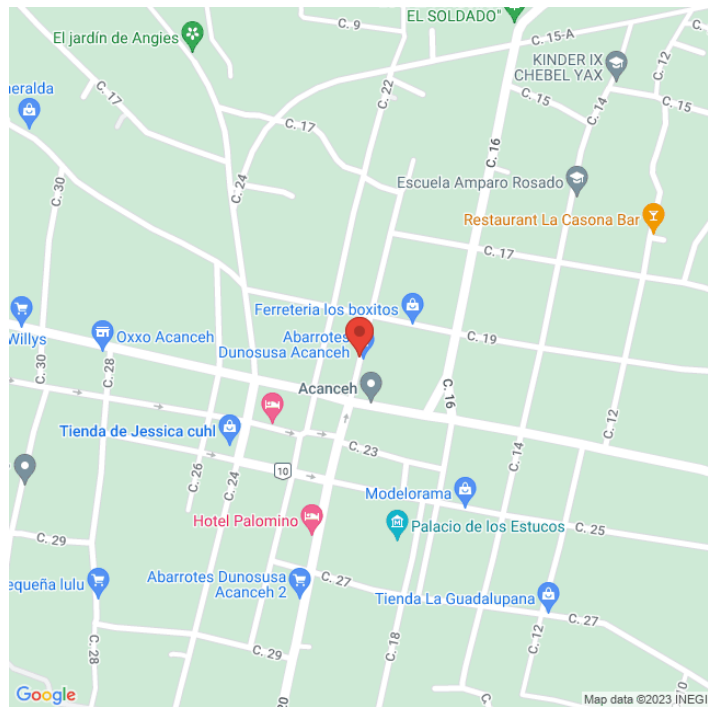 C. 9
EL SOLDADO"
El jardín de Angies
C. 15-A
KINDER IX
CHEBEL YAX
C. 12
C. 22
C. 17
C. 15
C. 14
C. 15
C. 17
C. 16
C. 30
C. 24
Escuela Amparo Rosado
Restaurant La Casona Bar
C. 17
Ferreteria los boxitos
Willys
Oxxo Acanceh
Abarrotes
Dunosusa Acanceh
C. 19
C. 30
C. 28
Acanceh
C. 16
C. 12
Tienda de Jessica cuhl
C. 23
C. 14
C. 26
C. 24
10
Modelorama
Hotel Palomino
Palacio de los Estucos
C. 25
C. 29
equeña lulu
Abarrotes Dunosusa
Acanceh 2
C. 27
Tienda La Guadalupana
C. 27
C. 28
C. 29
C. 18
C. 12
20
Google
Map data ©2023 INEGI